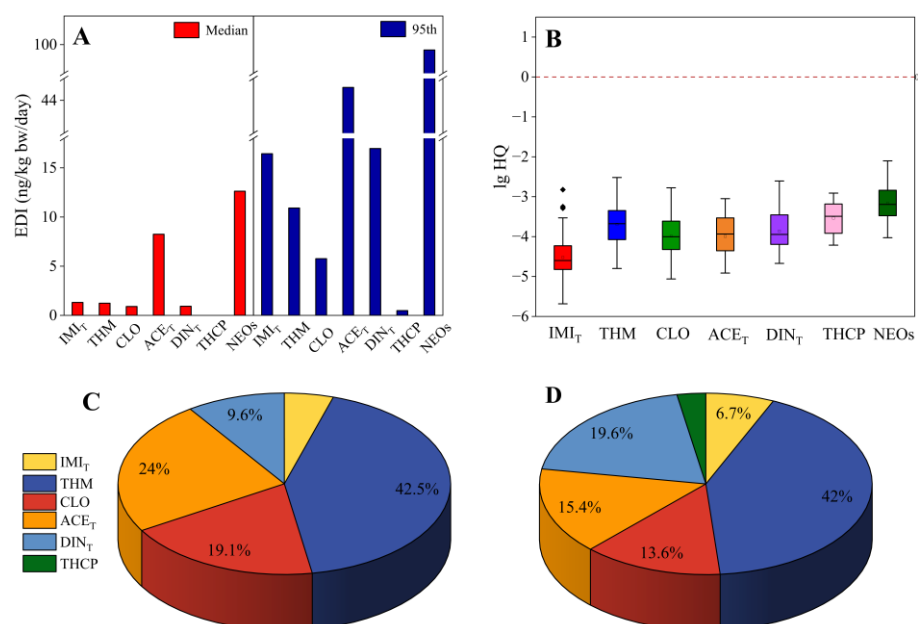 A
Median
95th
EDI (ng/kg bw/day)
100
44
15
10
5
0
IMI_T THM CLO ACE_T DIN_T THCP NEOs IMI_T THM CLO ACE_T DIN_T THCP NEOs
B
lg HQ
1
0
−1
−2
−3
−4
−5
−6
IMI_T THM CLO ACE_T DIN_T THCP NEOs
C
9.6%
24%
42.5%
19.1%
IMI_T
THM
CLO
ACE_T
DIN_T
THCP
D
6.7%
19.6%
15.4%
42%
13.6%